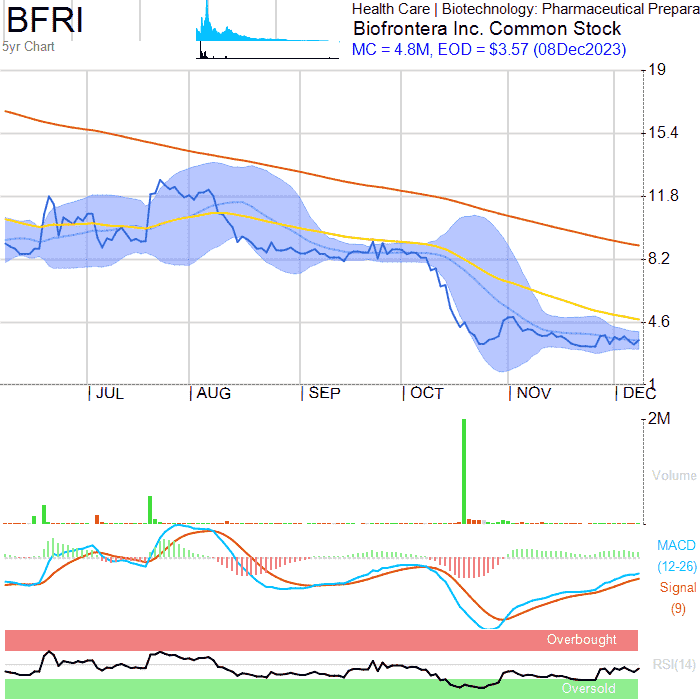 BFRI
5yr Chart
Health Care | Biotechnology: Pharmaceutical Prepara
Biofrontera Inc. Common Stock
MC = 4.8M, EOD = $3.57 (08Dec2023)
19
15.4
11.8
8.2
4.6
1
JUL AUG SEP OCT NOV DEC
2M
Volume
MACD
(12-26)
Signal
(9)
Overbought
RSI(14)
Oversold